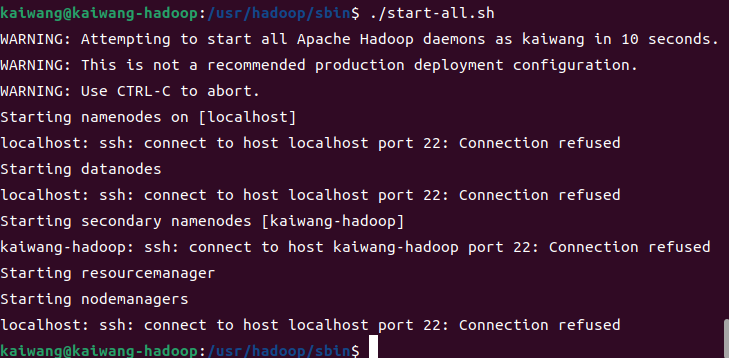 kaiwang@kaiwang-hadoop:/usr/hadoop/sbin$ ./start-all.sh
WARNING: Attempting to start all Apache Hadoop daemons as kaiwang in 10 seconds.
WARNING: This is not a recommended production deployment configuration.
WARNING: Use CTRL-C to abort.
Starting namenodes on [localhost]
localhost: ssh: connect to host localhost port 22: Connection refused
Starting datanodes
localhost: ssh: connect to host localhost port 22: Connection refused
Starting secondary namenodes [kaiwang-hadoop]
kaiwang-hadoop: ssh: connect to host kaiwang-hadoop port 22: Connection refused
Starting resourcemanager
Starting nodemanagers
localhost: ssh: connect to host localhost port 22: Connection refused
kaiwang@kaiwang-hadoop:/usr/hadoop/sbin$